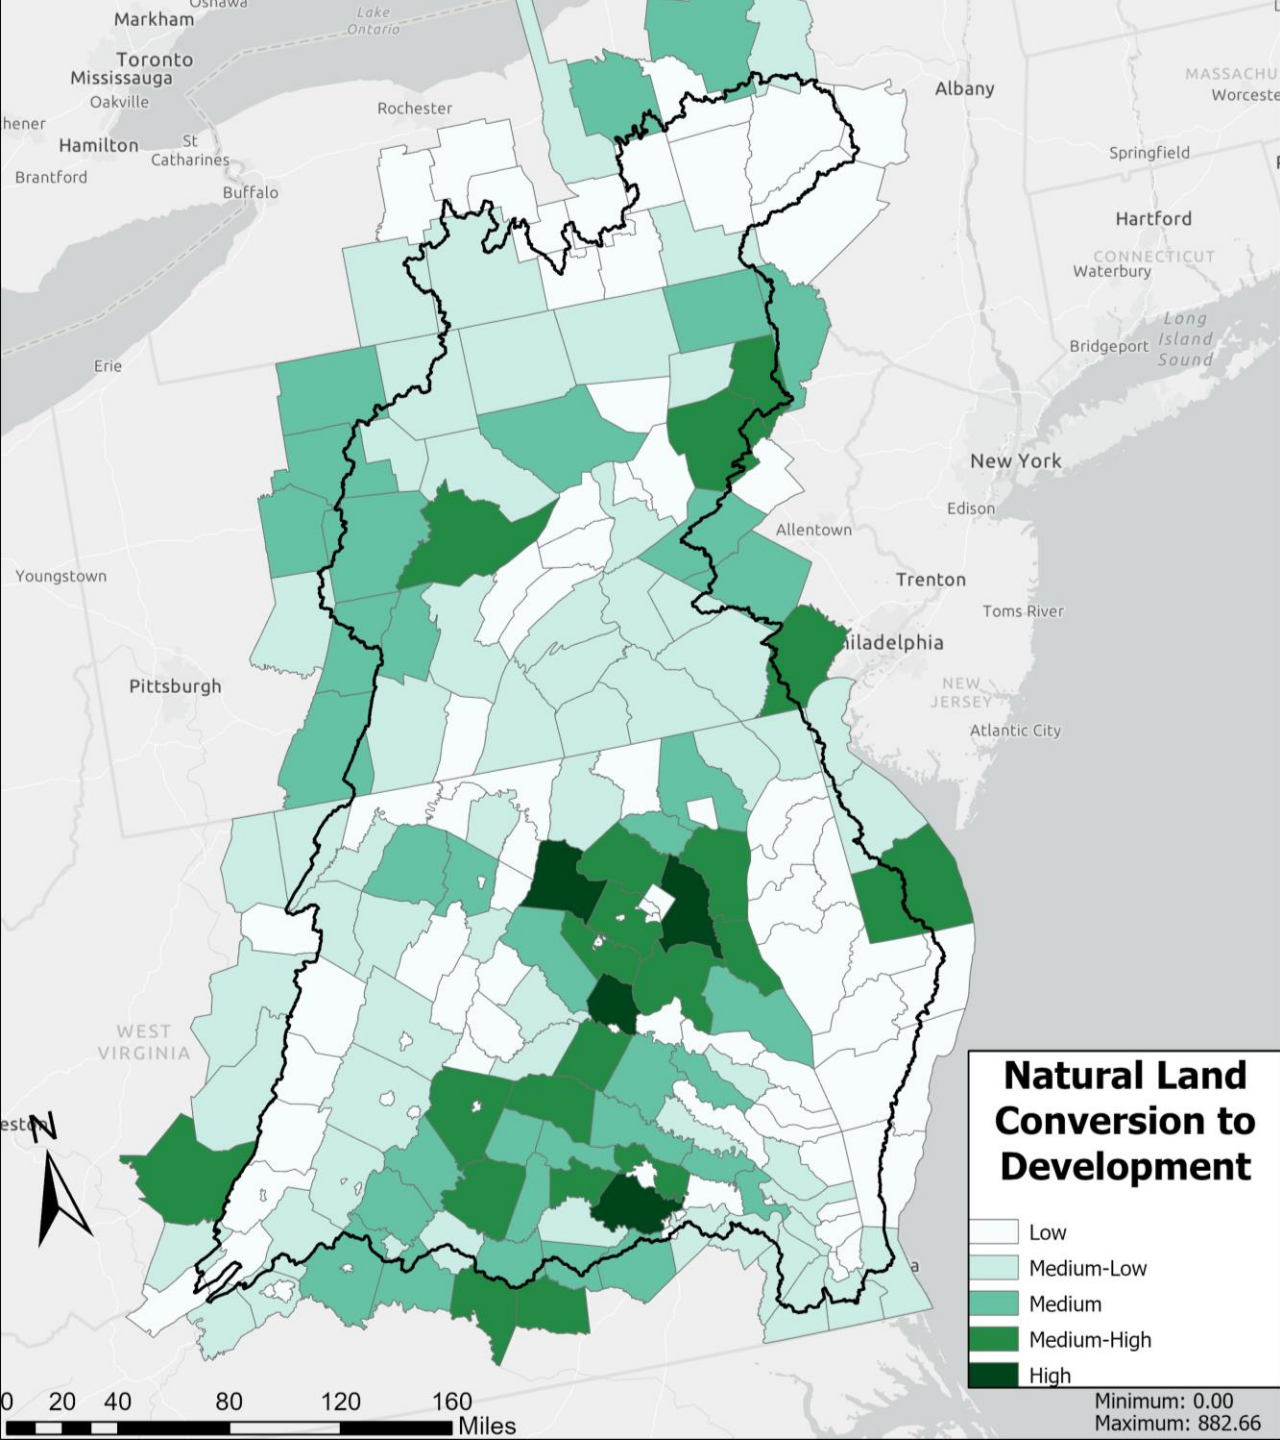 Oshawa
Markham
Lake
Ontario
Toronto
Mississauga
Oakville
Rochester
Albany
MASSACHU
Worceste
hener
Hamilton
St
Catharines
Springfield
Brantford
Buffalo
Hartford
CONNECTICUT
Waterbury
Long
Island
Sound
Bridgeport
Erie
New York
Edison
Allentown
Youngstown
Trenton
Toms River
hiladelphia
Pittsburgh
NEW
JERSEY
Atlantic City
WEST
VIRGINIA
eston
N
a
Natural Land
Conversion to
Development
Low
Medium-Low
Medium
Medium-High
High
Minimum: 0.00
Maximum: 882.66
0 20 40 80 120 160
Miles